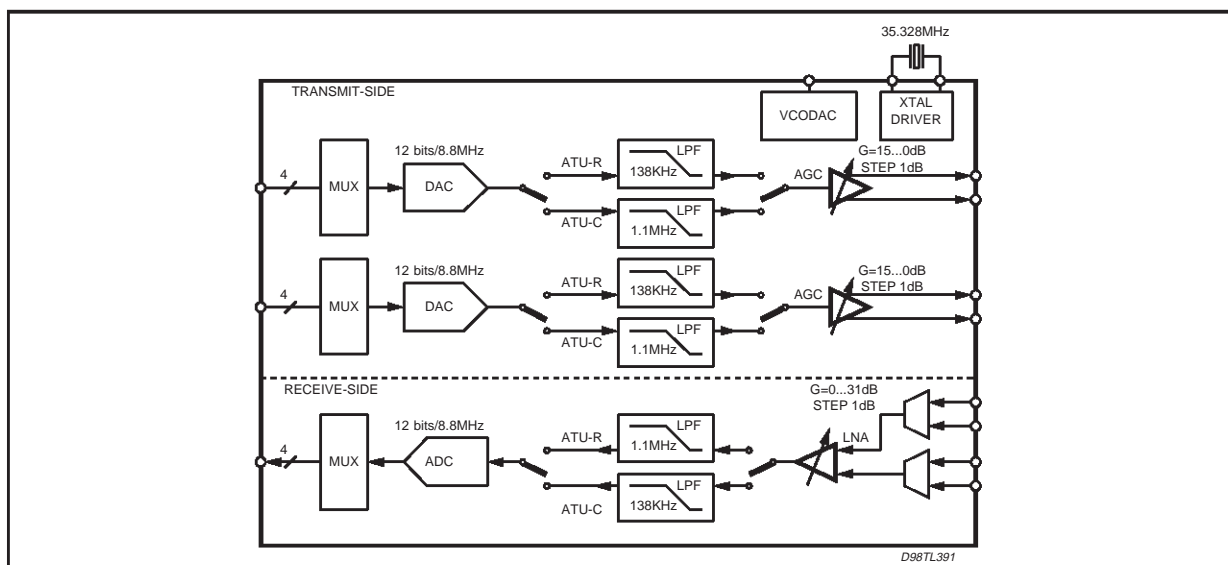 35.328MHz
TRANSMIT-SIDE
VCODAC
XTAL
DRIVER
4
MUX
12 bits/8.8MHz
DAC
ATU-R
LPF
138KHz
ATU-C
LPF
1.1MHz
AGC
G=15...0dB
STEP 1dB
4
MUX
12 bits/8.8MHz
DAC
ATU-R
LPF
138KHz
ATU-C
LPF
1.1MHz
AGC
G=15...0dB
STEP 1dB
RECEIVE-SIDE
4
MUX
12 bits/8.8MHz
ADC
ATU-R
LPF
1.1MHz
ATU-C
LPF
138KHz
G=0...31dB
STEP 1dB
LNA
D98TL391